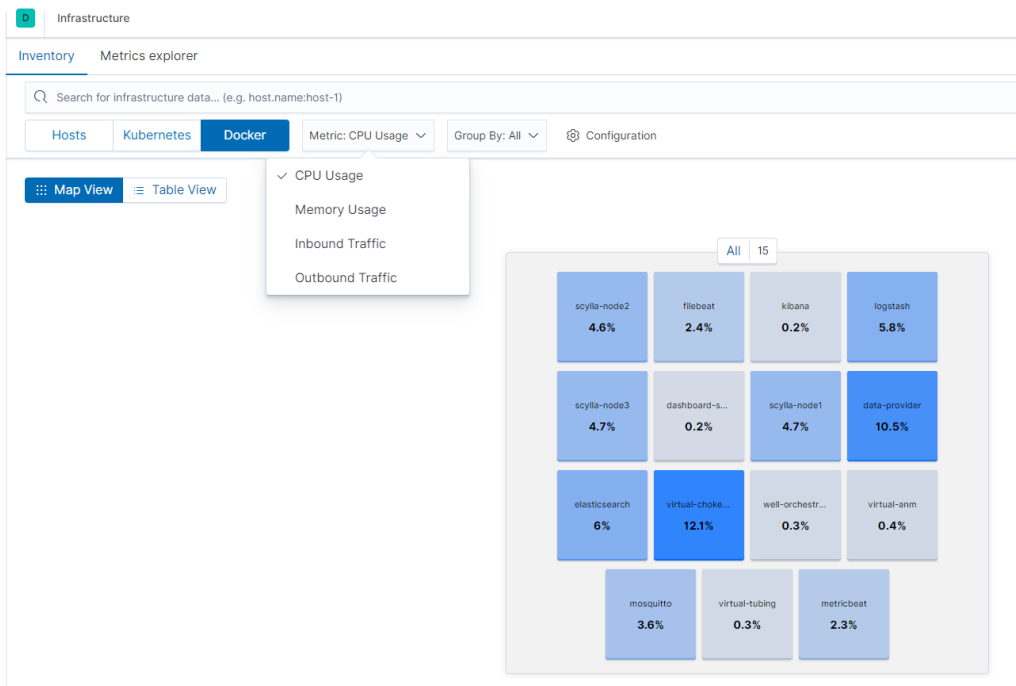 D Infrastructure
Inventory Metrics explorer
Search for infrastructure data... (e.g. host.name:host-1)
Hosts Kubernetes Docker Metric: CPU Usage Group By: All Configuration
CPU Usage
Memory Usage
Inbound Traffic
Outbound Traffic
Map View Table View
All 15
scylla-node2 filebeat kibana logstash
4.6% 2.4% 0.2% 5.8%
scylla-node3 dashboard-s... scylla-node1 data-provider
4.7% 0.2% 4.7% 10.5%
elasticsearch virtual-choke... well-orchestr... virtual-anm
6% 12.1% 0.3% 0.4%
mosquitto virtual-tubing metricbeat
3.6% 0.3% 2.3%